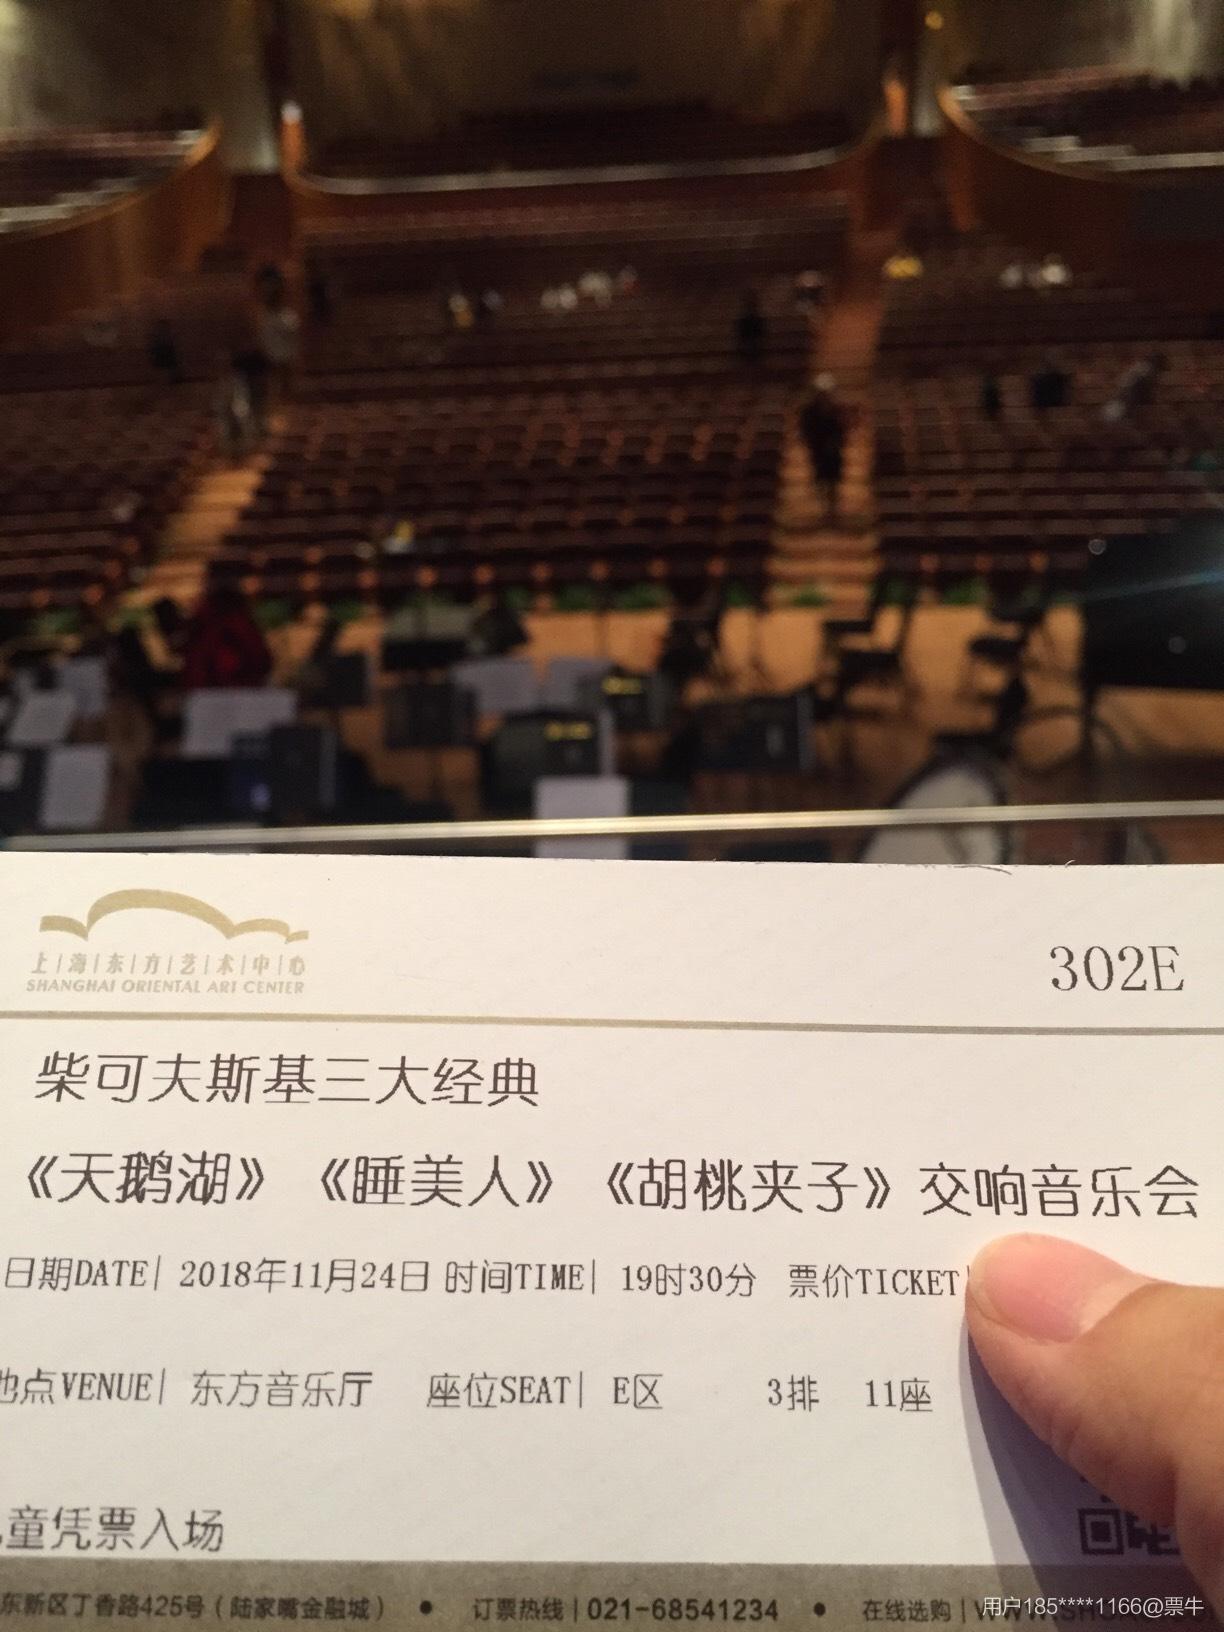 上海东方艺术中心
SHANGHAI ORIENTAL ART CENTER
302E
柴可夫斯基三大经典
《天鹅湖》《睡美人》《胡桃夹子》交响音乐会
日期DATE| 2018年11月24日 时间TIME| 19时30分 票价TICKET
地点VENUE| 东方音乐厅 座位SEAT| E区 3排 11座
童凭票入场
东新区丁香路425号（陆家嘴金融城） ● 订票热线|021-68541234 ● 在线选购|
用户185****1166@票牛